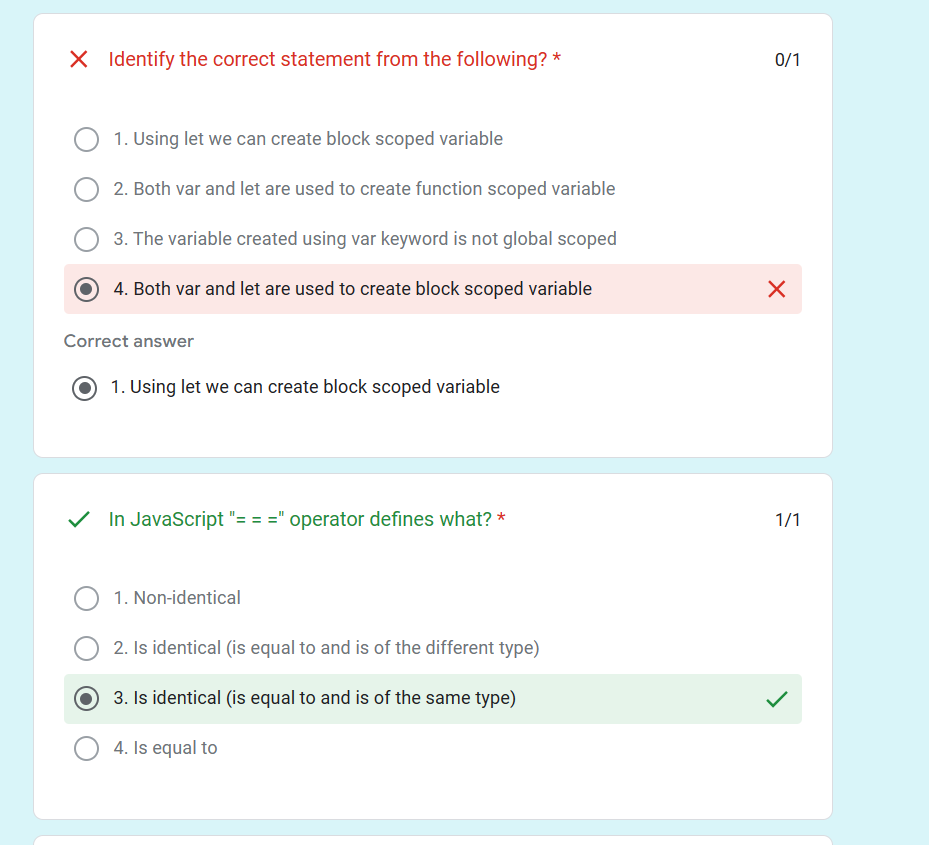 Identify the correct statement from the following? *
0/1
1. Using let we can create block scoped variable
2. Both var and let are used to create function scoped variable
3. The variable created using var keyword is not global scoped
4. Both var and let are used to create block scoped variable
Correct answer
1. Using let we can create block scoped variable
In JavaScript "= = =" operator defines what? *
1/1
1. Non-identical
2. Is identical (is equal to and is of the different type)
3. Is identical (is equal to and is of the same type)
4. Is equal to